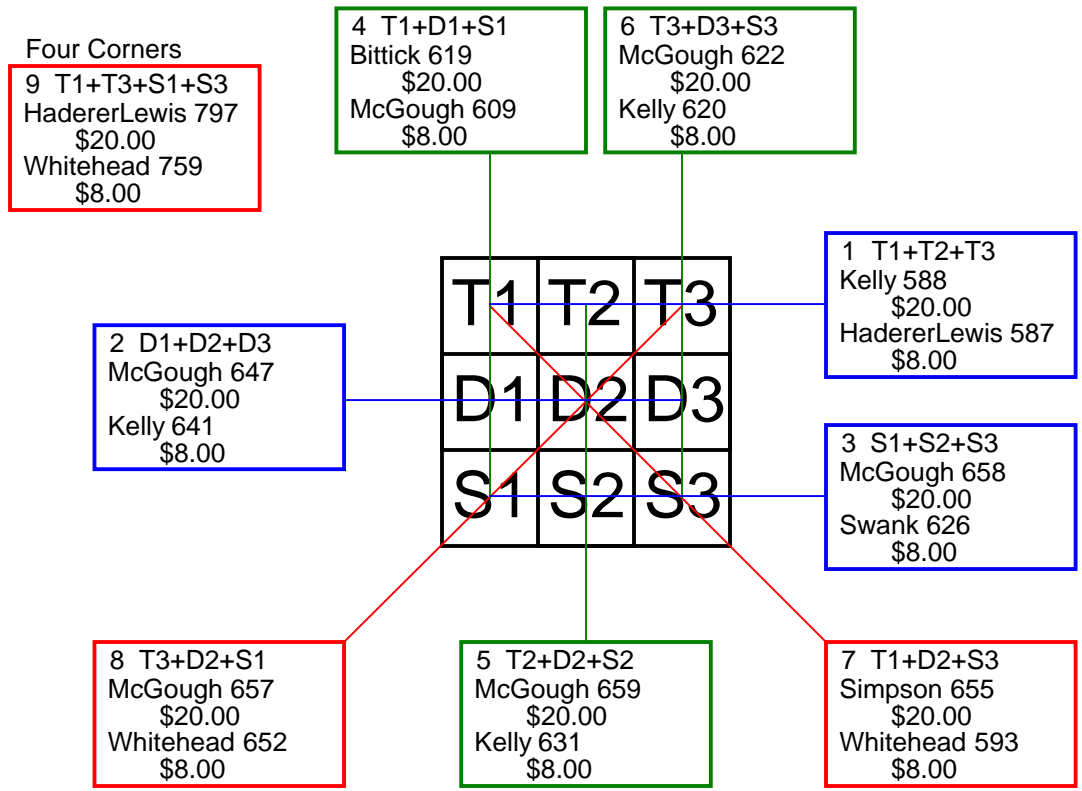 Four Corners
9 T1+T3+S1+S3
HadererLewis 797
$20.00
Whitehead 759
$8.00
4 T1+D1+S1
Bittick 619
$20.00
McGough 609
$8.00
6 T3+D3+S3
McGough 622
$20.00
Kelly 620
$8.00
1 T1+T2+T3
Kelly 588
$20.00
HadererLewis 587
$8.00
2 D1+D2+D3
McGough 647
$20.00
Kelly 641
$8.00
T1 T2 T3
D1 D2 D3
S1 S2 S3
3 S1+S2+S3
McGough 658
$20.00
Swank 626
$8.00
8 T3+D2+S1
McGough 657
$20.00
Whitehead 652
$8.00
5 T2+D2+S2
McGough 659
$20.00
Kelly 631
$8.00
7 T1+D2+S3
Simpson 655
$20.00
Whitehead 593
$8.00